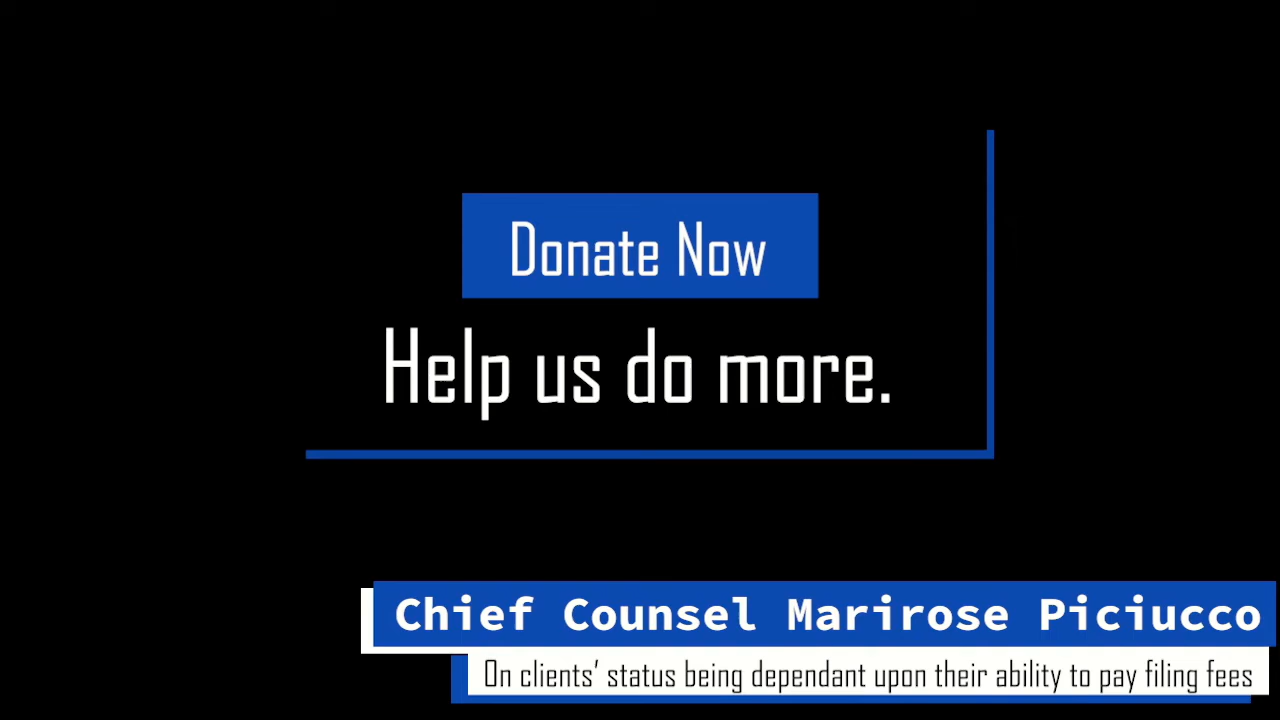 Donate Now
Help us do more.
Chief Counsel Marirose Piciucco
On clients’ status being dependant upon their ability to pay filing fees